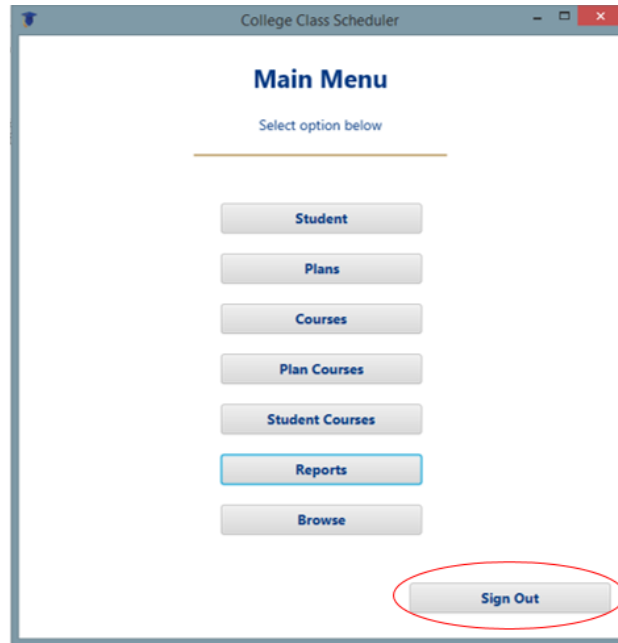 College Class Scheduler
Main Menu
Select option below
Student
Plans
Courses
Plan Courses
Student Courses
Reports
Browse
Sign Out